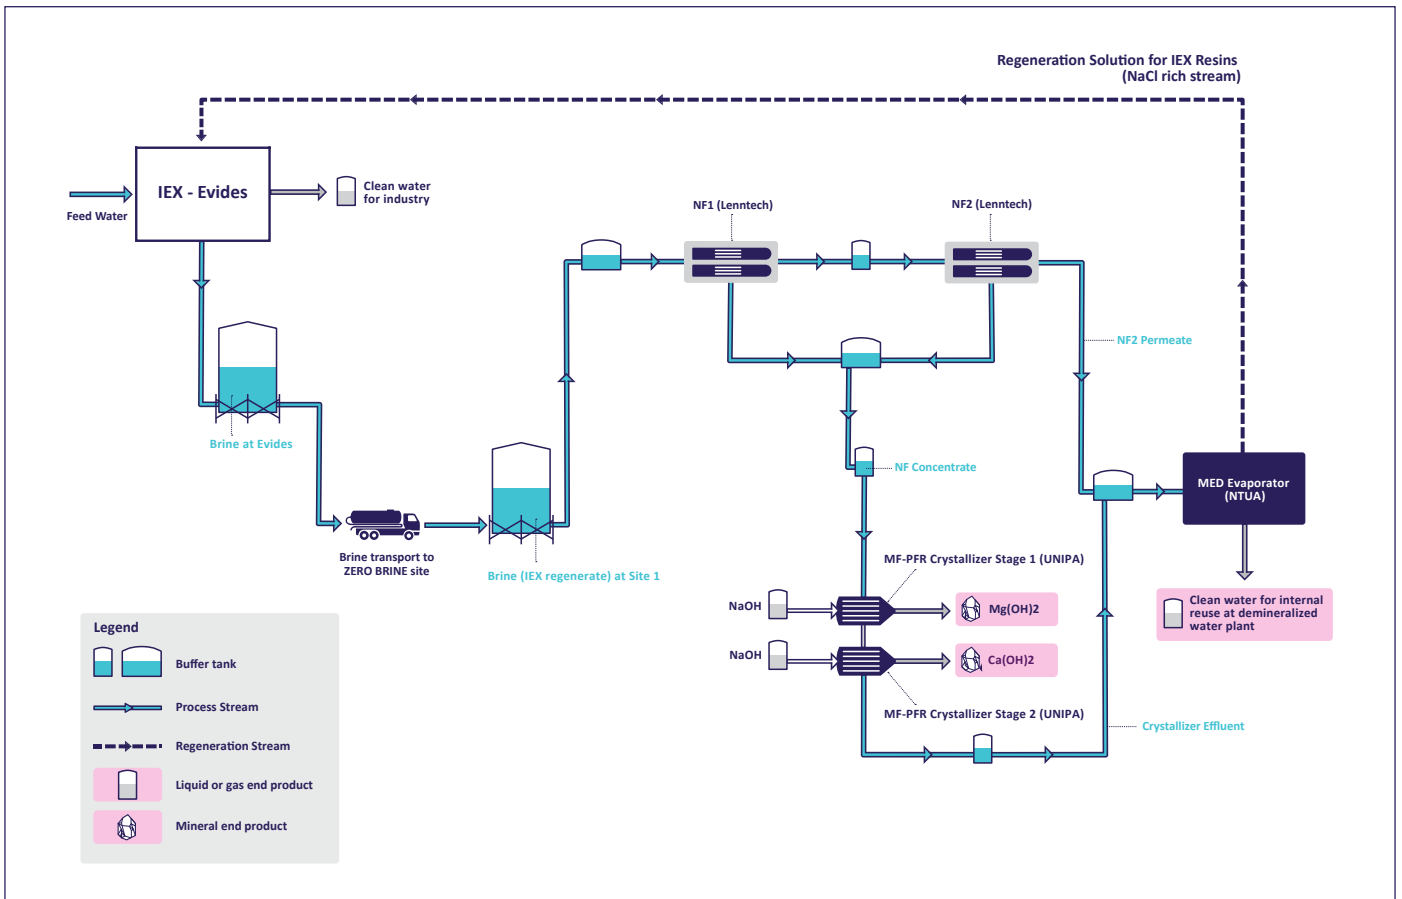 Regeneration Solution for IEX Resins
(NaCl rich stream)
IEX - Evides
Feed Water
Clean water
for industry
NF1 (Lenntech)
NF2 (Lenntech)
NF2 Permeate
Brine at Evides
NF Concentrate
MED Evaporator
(NTUA)
Brine transport to
ZERO BRINE site
Brine (IEX regenerate) at Site 1
MF-PFR Crystallizer Stage 1 (UNIPA)
NaOH
Mg(OH)2
NaOH
Ca(OH)2
MF-PFR Crystallizer Stage 2 (UNIPA)
Clean water for internal
reuse at demineralized
water plant
Crystallizer Effluent
Legend
Buffer tank
Process Stream
Regeneration Stream
Liquid or gas end product
Mineral end product